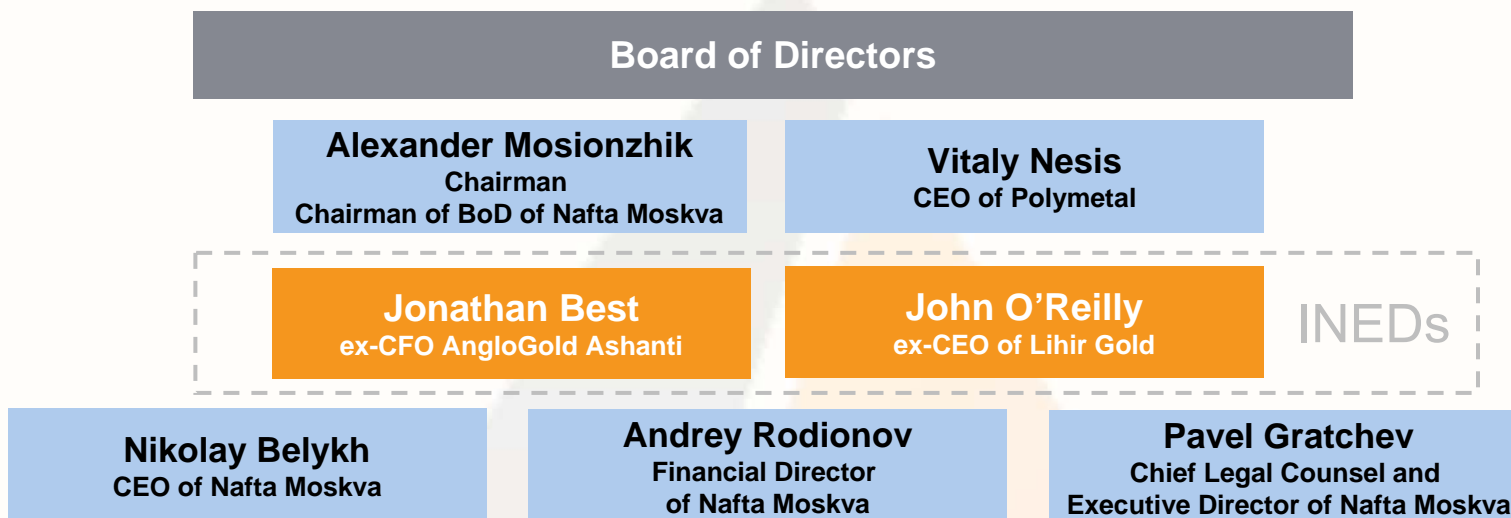 Board of Directors
Alexander Mosionzhik
Chairman
Chairman of BoD of Nafta Moskva
Vitaly Nesis
CEO of Polymetal
Jonathan Best
ex-CFO AngloGold Ashanti
John O’Reilly
ex-CEO of Lihir Gold
INEDs
Nikolay Belykh
CEO of Nafta Moskva
Andrey Rodionov
Financial Director
of Nafta Moskva
Pavel Gratchev
Chief Legal Counsel and
Executive Director of Nafta Moskva